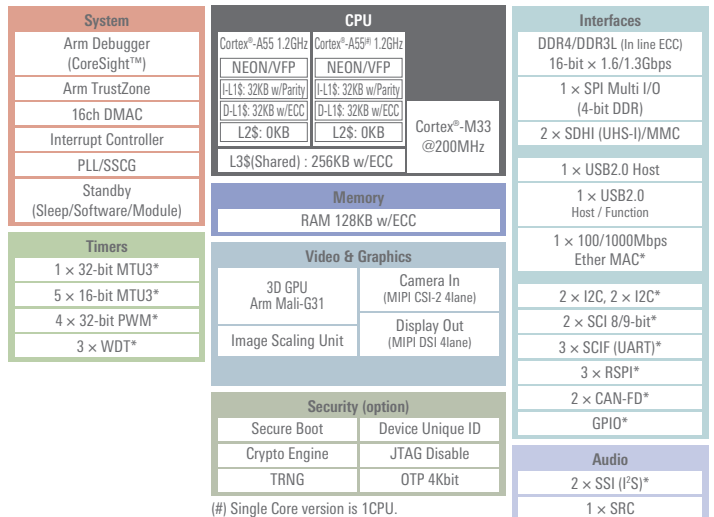 System
Arm Debugger
(CoreSight™)
Arm TrustZone
16ch DMAC
Interrupt Controller
PLL/SSCG
Standby
(Sleep/Software/Module)
Timers
1 × 32-bit MTU3*
5 × 16-bit MTU3*
4 × 32-bit PWM*
3 × WDT*
CPU
Cortex®-A55 1.2GHz
NEON/VFP
I-L1$: 32KB w/Parity
D-L1$: 32KB w/ECC
L2$: 0KB
Cortex®-A55(#) 1.2GHz
NEON/VFP
I-L1$: 32KB w/Parity
D-L1$: 32KB w/ECC
L2$: 0KB
L3$(Shared) : 256KB w/ECC
Cortex®-M33
@200MHz
Memory
RAM 128KB w/ECC
Video & Graphics
3D GPU
Arm Mali-G31
Image Scaling Unit
Camera In
(MIPI CSI-2 4lane)
Display Out
(MIPI DSI 4lane)
Security (option)
Secure Boot
Device Unique ID
Crypto Engine
JTAG Disable
TRNG
OTP 4Kbit
(#) Single Core version is 1CPU.
Interfaces
DDR4/DDR3L (In line ECC)
16-bit × 1.6/1.3Gbps
1 × SPI Multi I/O
(4-bit DDR)
2 × SDHI (UHS-I)/MMC
1 × USB2.0 Host
1 × USB2.0
Host / Function
1 × 100/1000Mbps
Ether MAC*
2 × I2C, 2 × I2C*
2 × SCI 8/9-bit*
3 × SCIF (UART)*
3 × RSPI*
2 × CAN-FD*
GPIO*
Audio
2 × SSI (I²S)*
1 × SRC